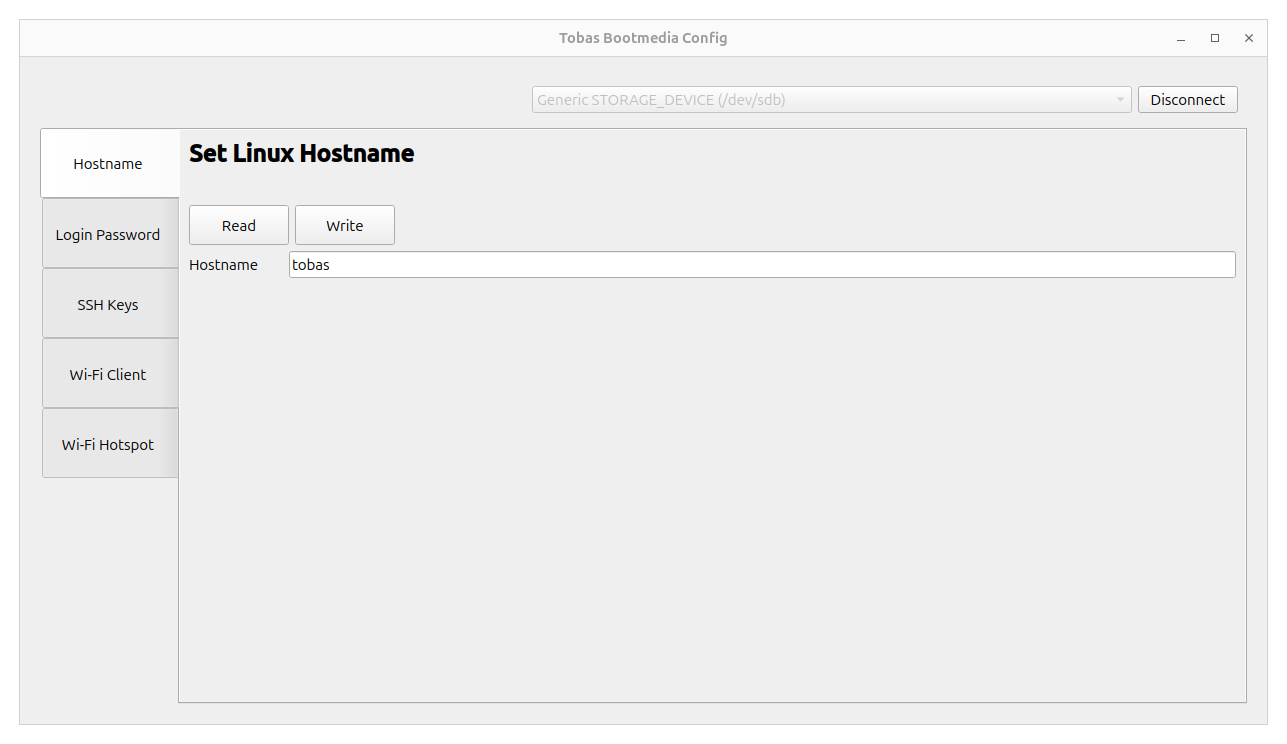 Tobas Bootmedia Config
Generic STORAGE_DEVICE (/dev/sdb)
Disconnect
Hostname
Login Password
SSH Keys
Wi-Fi Client
Wi-Fi Hotspot
Set Linux Hostname
Read
Write
Hostname
tobas